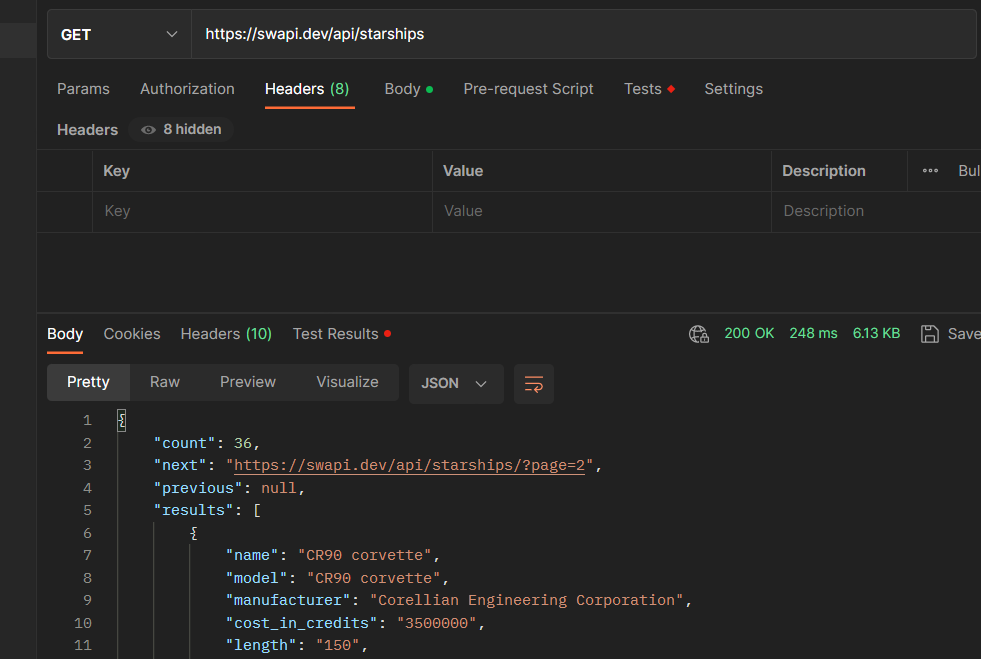 GET https://swapi.dev/api/starships
Params Authorization Headers (8) Body Pre-request Script Tests Settings
Headers 8 hidden
Key Value Description Bul
Key Value Description
Body Cookies Headers (10) Test Results 200 OK 248 ms 6.13 KB Save
Pretty Raw Preview Visualize JSON
1 {
2 "count": 36,
3 "next": "https://swapi.dev/api/starships/?page=2",
4 "previous": null,
5 "results": [
6 {
7 "name": "CR90 corvette",
8 "model": "CR90 corvette",
9 "manufacturer": "Corellian Engineering Corporation",
10 "cost_in_credits": "3500000",
11 "length": "150",